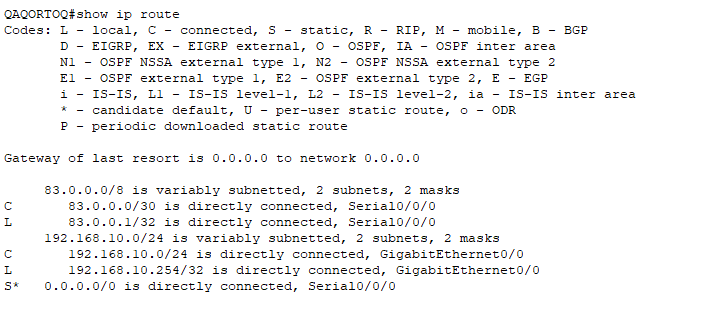 QAQORTOQ#show ip route
Codes: L - local, C - connected, S - static, R - RIP, M - mobile, B - BGP
       D - EIGRP, EX - EIGRP external, O - OSPF, IA - OSPF inter area
       N1 - OSPF NSSA external type 1, N2 - OSPF NSSA external type 2
       E1 - OSPF external type 1, E2 - OSPF external type 2, E - EGP
       i - IS-IS, L1 - IS-IS level-1, L2 - IS-IS level-2, ia - IS-IS inter area
       * - candidate default, U - per-user static route, o - ODR
       P - periodic downloaded static route

Gateway of last resort is 0.0.0.0 to network 0.0.0.0

     83.0.0.0/8 is variably subnetted, 2 subnets, 2 masks
C       83.0.0.0/30 is directly connected, Serial0/0/0
L       83.0.0.1/32 is directly connected, Serial0/0/0
     192.168.10.0/24 is variably subnetted, 2 subnets, 2 masks
C       192.168.10.0/24 is directly connected, GigabitEthernet0/0
L       192.168.10.254/32 is directly connected, GigabitEthernet0/0
S*   0.0.0.0/0 is directly connected, Serial0/0/0